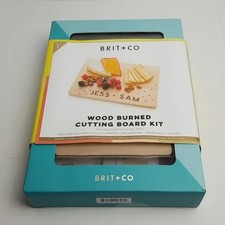 BRIT+CO
JESS + SAM
WOOD BURNED
CUTTING BOARD KIT
BRIT+CO